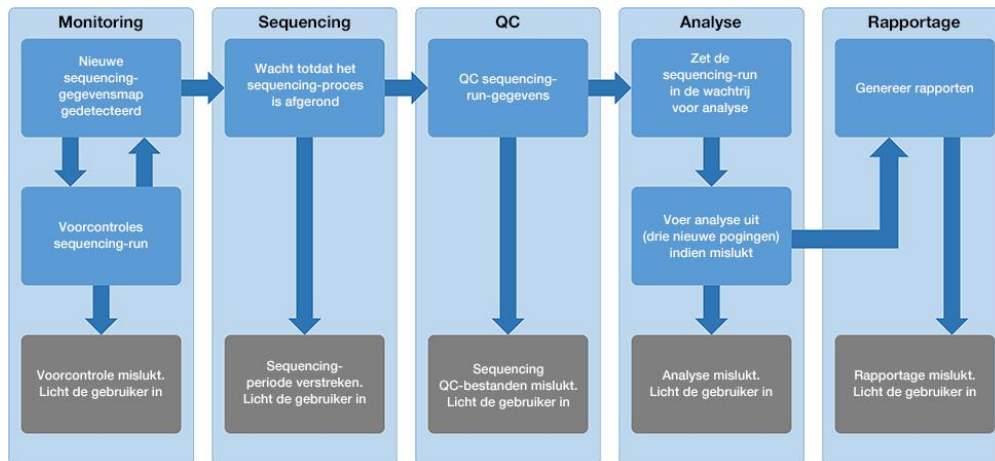 Monitoring
Nieuwe
sequencing-
gegevensmap
gedetecteerd
Voorcontroles
sequencing-run
Voorcontrole mislukt.
Licht de gebruiker in
Sequencing
Wacht totdat het
sequencing-proces
is afgerond
Sequencing-
periode verstreken.
Licht de gebruiker in
QC
QC sequencing-
run-gegevens
Sequencing
QC-bestanden mislukt.
Licht de gebruiker in
Analyse
Zet de
sequencing-run
in de wachtrij
voor analyse
Voer analyse uit
(drie nieuwe pogingen)
indien mislukt
Analyse mislukt.
Licht de gebruiker in
Rapportage
Genereer rapporten
Rapportage mislukt.
Licht de gebruiker in